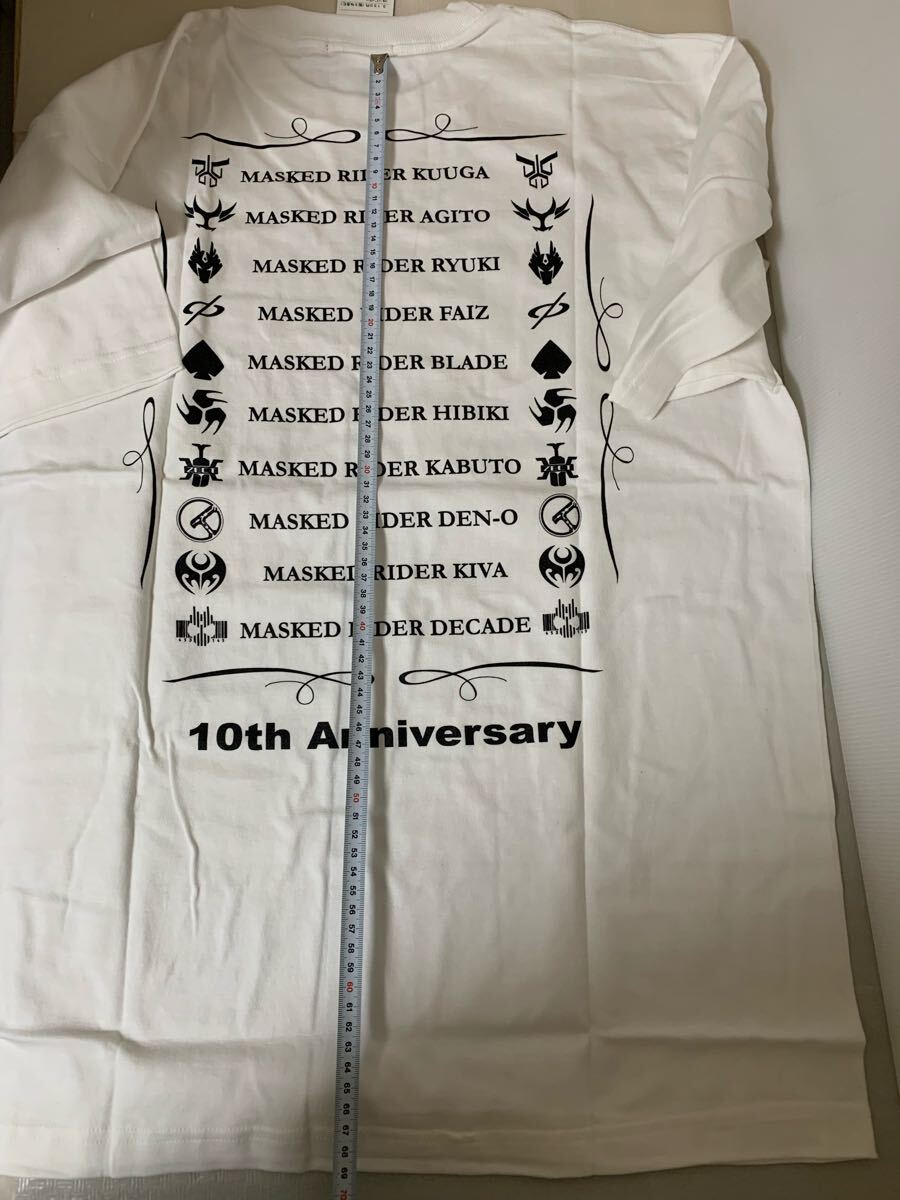 MASKED RIDER KUUGA
MASKED RIDER AGITO
MASKED RIDER RYUKI
MASKED RIDER FAIZ
MASKED RIDER BLADE
MASKED RIDER HIBIKI
MASKED RIDER KABUTO
MASKED RIDER DEN-O
MASKED RIDER KIVA
MASKED RIDER DECADE
10th Anniversary